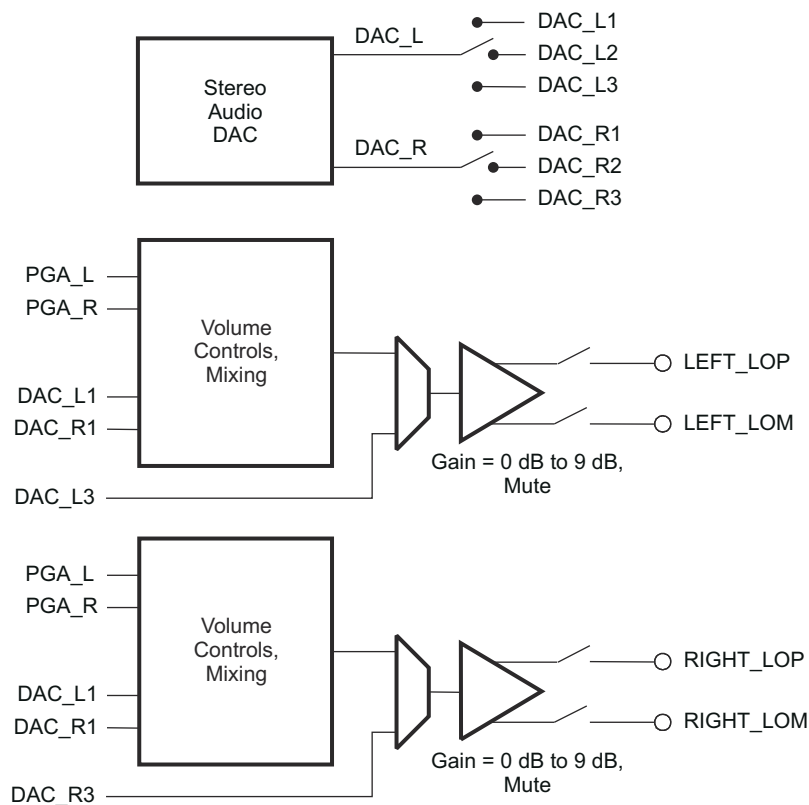 DAC_L
DAC_L1
DAC_L2
DAC_L3
Stereo
Audio
DAC
DAC_R
DAC_R1
DAC_R2
DAC_R3
PGA_L
PGA_R
DAC_L1
DAC_R1
DAC_L3
Volume
Controls,
Mixing
LEFT_LOP
LEFT_LOM
Gain = 0 dB to 9 dB,
Mute
PGA_L
PGA_R
DAC_L1
DAC_R1
DAC_R3
Volume
Controls,
Mixing
RIGHT_LOP
RIGHT_LOM
Gain = 0 dB to 9 dB,
Mute